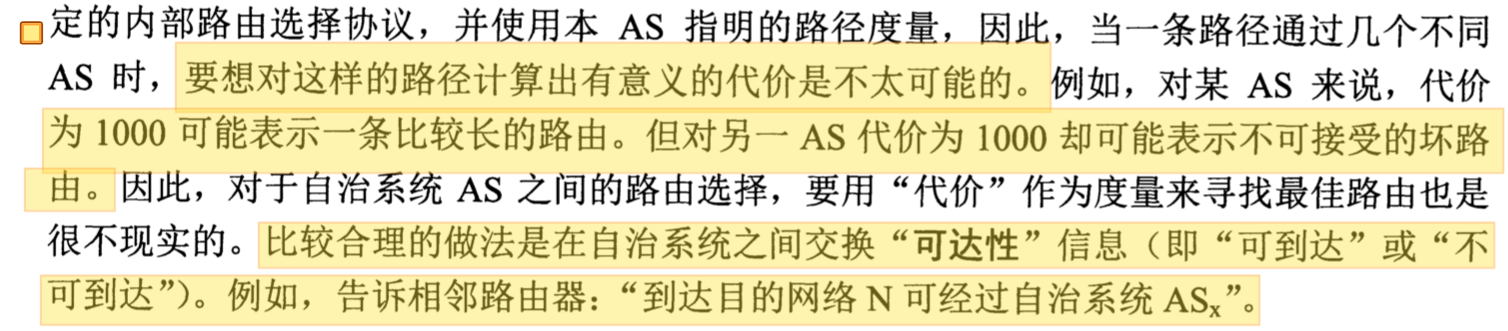 定的内部路由选择协议，并使用本 AS 指明的路径度量，因此，当一条路径通过几个不同
AS 时，要想对这样的路径计算出有意义的代价是不太可能的。例如，对某 AS 来说，代价
为 1000 可能表示一条比较长的路由。但对另一 AS 代价为 1000 却可能表示不可接受的坏路
由。因此，对于自治系统 AS 之间的路由选择，要用“代价”作为度量来寻找最佳路由也是
很不现实的。比较合理的做法是在自治系统之间交换“可达性”信息（即“可到达”或“不
可到达”）。例如，告诉相邻路由器：“到达目的网络 N 可经过自治系统 ASx”。